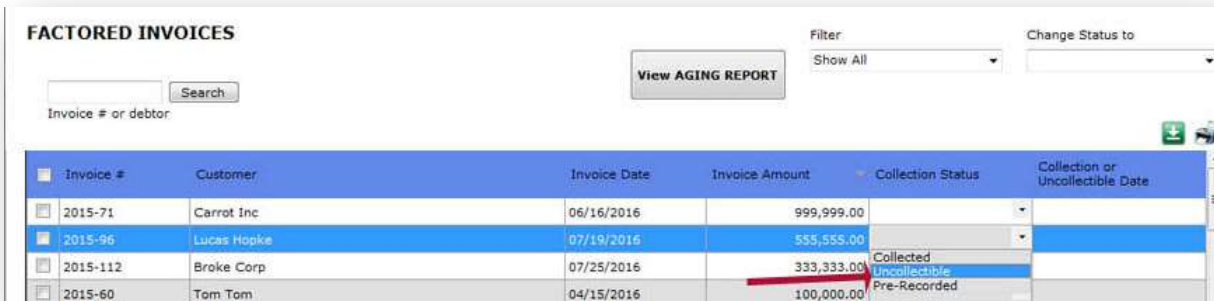 FACTORED INVOICES
Filter
Change Status to
Show All
View AGING REPORT
Search
Invoice # or debtor
Invoice # Customer Invoice Date Invoice Amount Collection Status Collection or
Uncollectible Date
2015-71 Carrot Inc 06/16/2016 999,999.00
2015-96 Lucas Hopke 07/19/2016 555,555.00
2015-112 Broke Corp 07/25/2016 333,333.00
Collected
Uncollectible
Pre-Recorded
2015-60 Tom Tom 04/15/2016 100,000.00